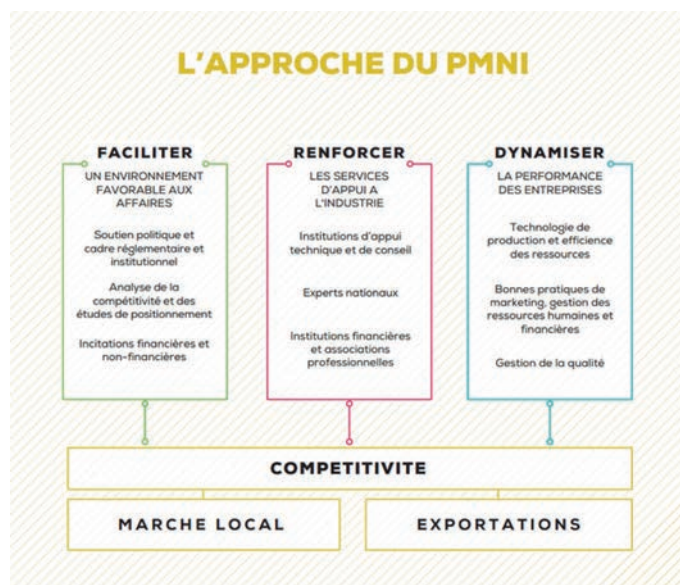 L'APPROCHE DU PMNI
FACILITER
UN ENVIRONNEMENT
FAVORABLE AUX
AFFAIRES
Soutien politique et
cadre réglementaire et
institutionnel
Analyse de la
compétitivité et des
études de positionnement
Incitations financières et
non-financières
RENFORCER
LES SERVICES
D'APPUI A
L'INDUSTRIE
Institutions d'appui
technique et de conseil
Experts nationaux
Institutions financières
et associations
professionnelles
DYNAMISER
LA PERFORMANCE
DES ENTREPRISES
Technologie de
production et efficience
des ressources
Bonnes pratiques de
marketing, gestion des
ressources humaines et
financières
Gestion de la qualité
COMPETITIVITE
MARCHE LOCAL
EXPORTATIONS